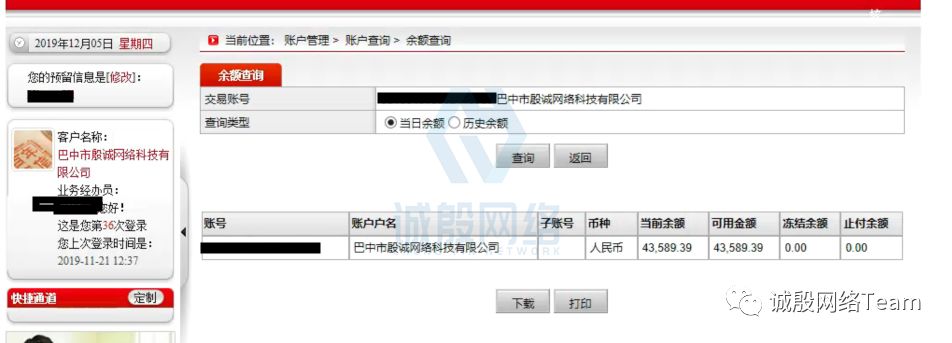 2019年12月05日 星期四
您的预留信息是[修改]:
客户名称:
巴中市殷诚网络科技有
限公司
业务经办员:
您好!
这是您第36次登录
您上次登录时间是:
2019-11-21 12:37
快捷通道 定制
当前位置: 账户管理 > 账户查询 > 余额查询
余额查询
交易账号 巴中市殷诚网络科技有限公司
查询类型 当日余额 历史余额
查询 返回
账号 账户户名 子账号 币种 当前余额 可用金额 冻结余额 止付余额
巴中市殷诚网络科技有限公司 人民币 43,589.39 43,589.39 0.00 0.00
诚殷网络
下载 打印
诚殷网络Team